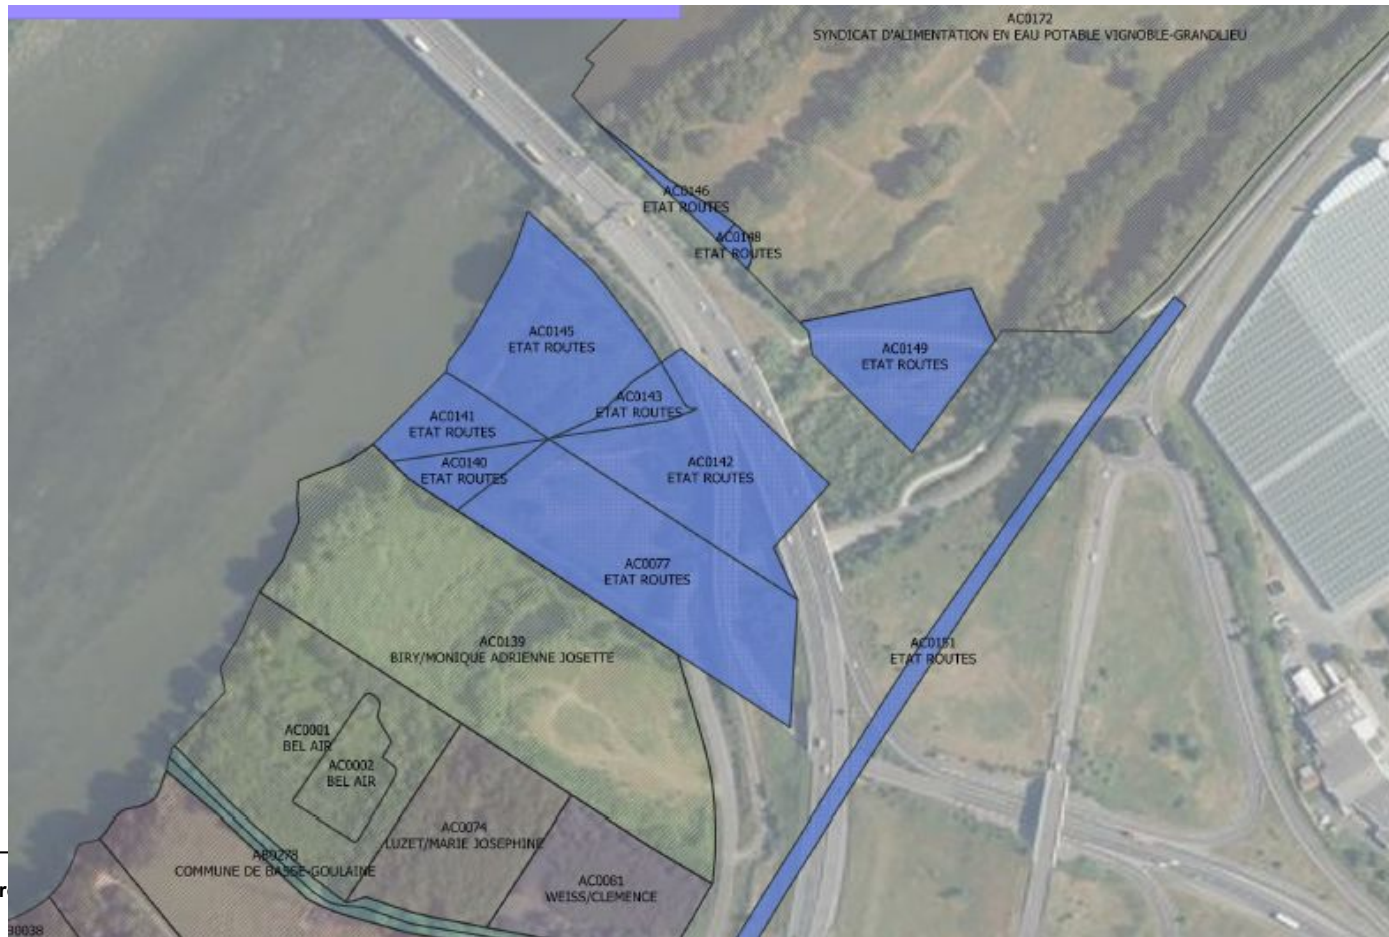 AC0172
SYNDICAT D'ALIMENTATION EN EAU POTABLE VIGNOBLE-GRANDLIEU
AC0146
ETAT ROUTES
AC0148
ETAT ROUTES
AC0145
ETAT ROUTES
AC0149
ETAT ROUTES
AC0143
ETAT ROUTES
AC0141
ETAT ROUTES
AC0140
ETAT ROUTES
AC0142
ETAT ROUTES
AC0077
ETAT ROUTES
AC0139
BIRY/MONIQUE ADRIENNE JOSETTE
AC0151
ETAT ROUTES
AC0001
BEL AIR
AC0002
BEL AIR
AC0074
LUZET/MARIE JOSEPHINE
AB0278
COMMUNE DE BASSE-GOULAINE
AC0061
WEISS/CLEMENCE